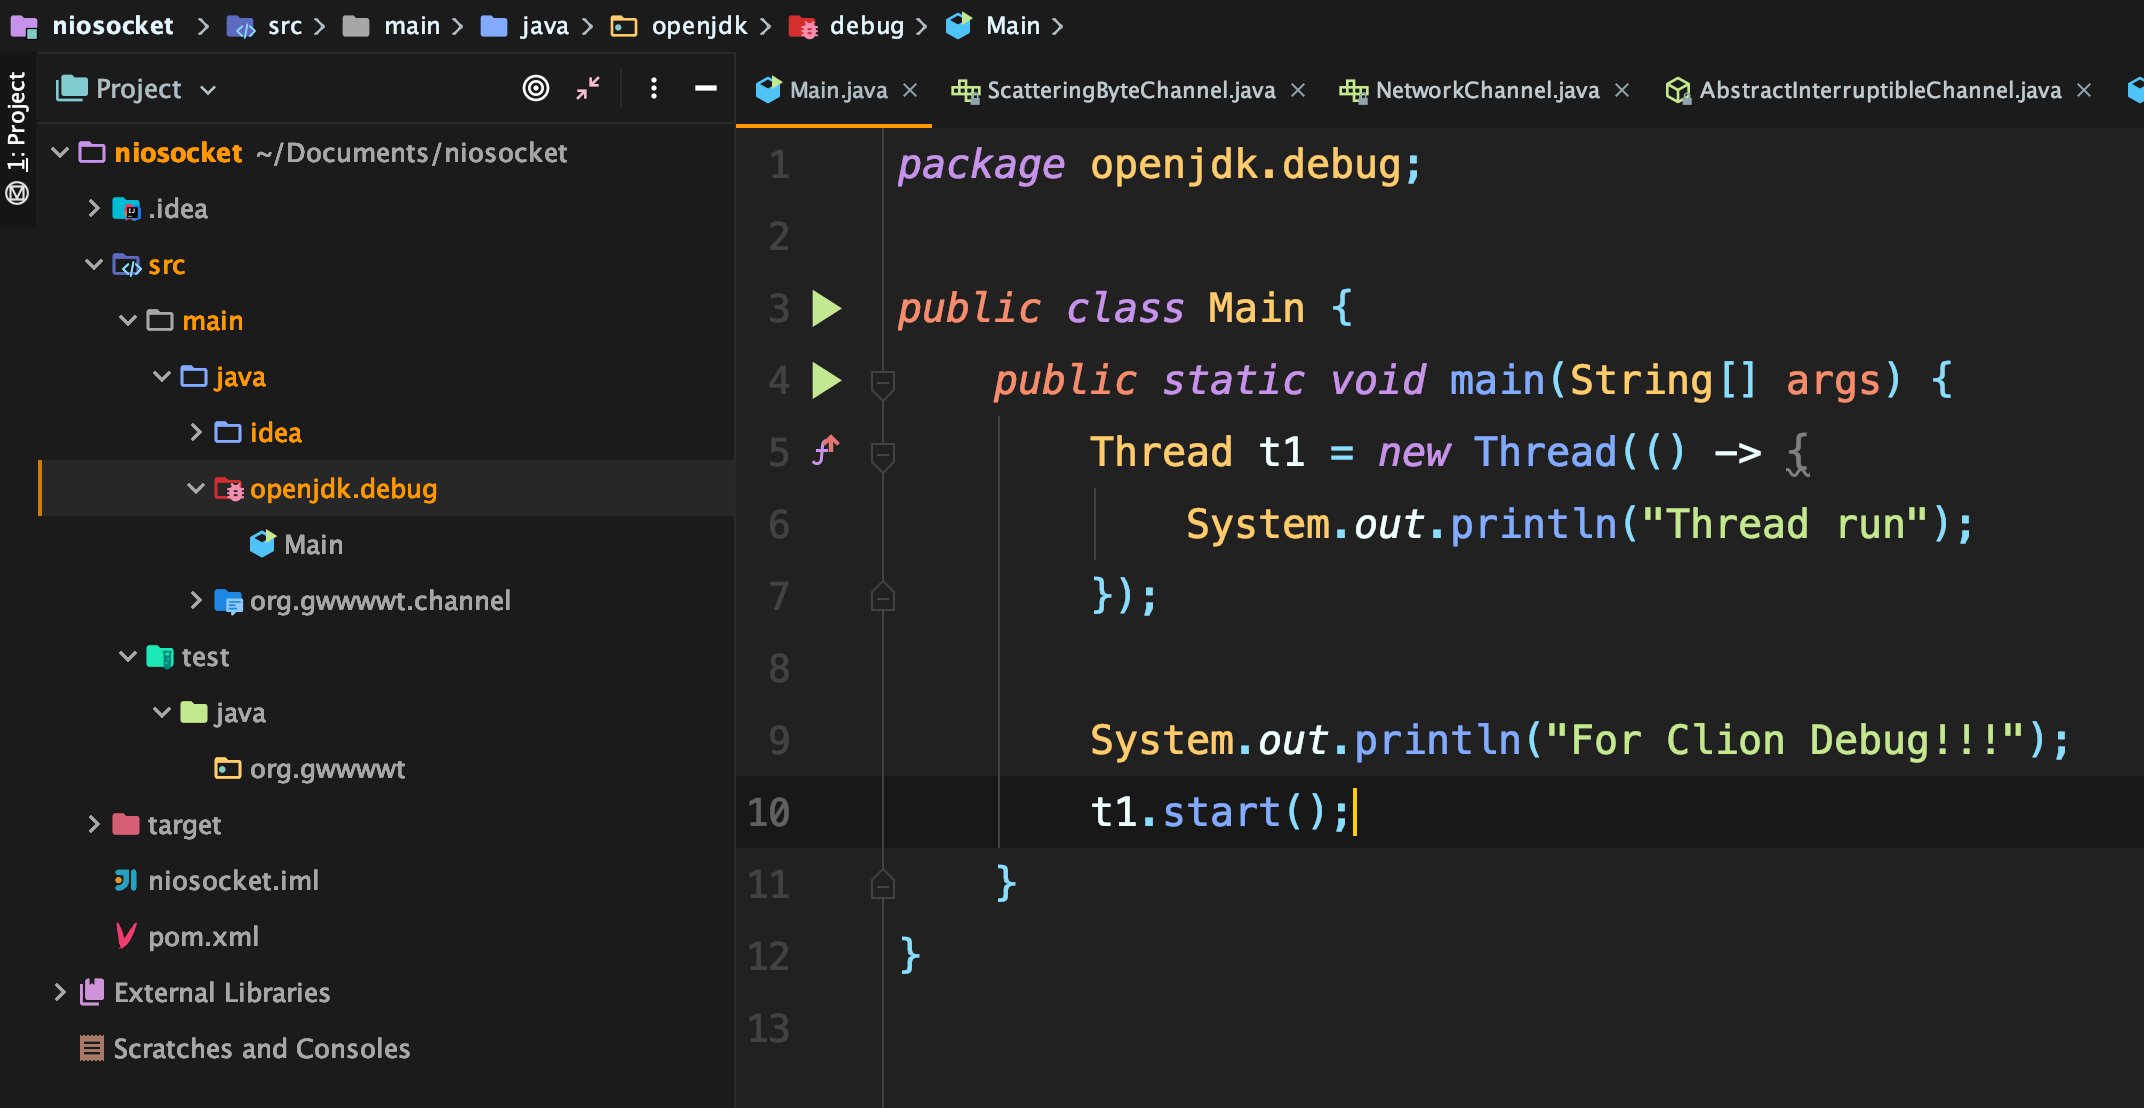 niosocket > src > main > java > openjdk > debug > Main >
1: Project
Project
Main.java × ScatteringByteChannel.java × NetworkChannel.java × AbstractInterruptibleChannel.java ×
niosocket ~/Documents/niosocket
.idea
src
main
java
idea
openjdk.debug
Main
org.gwwwwt.channel
test
java
org.gwwwwt
target
niosocket.iml
pom.xml
External Libraries
Scratches and Consoles
1 package openjdk.debug;
2
3 public class Main {
4     public static void main(String[] args) {
5         Thread t1 = new Thread(() -> {
6             System.out.println("Thread run");
7         });
8
9         System.out.println("For Clion Debug!!!");
10         t1.start();
11     }
12 }
13